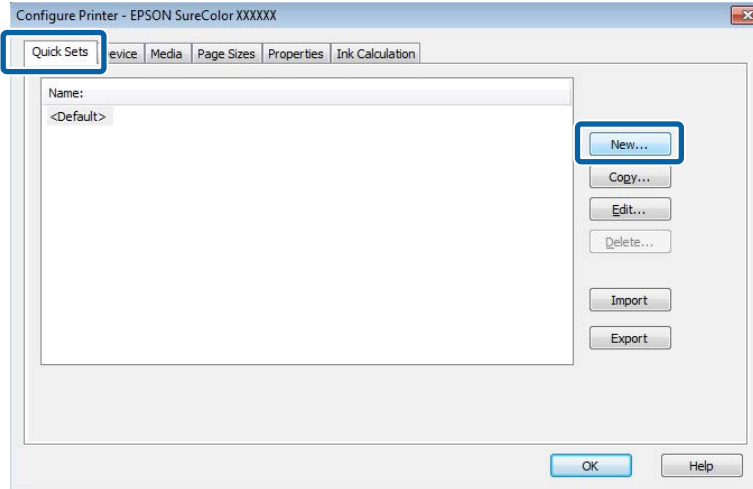 Configure Printer - EPSON SureColor XXXXXX
Quick Sets evice Media Page Sizes Properties Ink Calculation
Name:
<Default>
New...
Copy...
Edit...
Delete...
Import
Export
OK Help